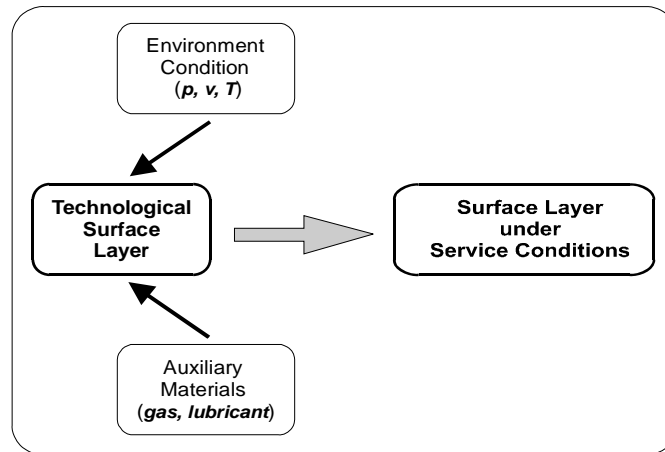 Environment
Condition
(p, v, T)
Technological
Surface
Layer
Surface Layer
under
Service Conditions
Auxiliary
Materials
(gas, lubricant)